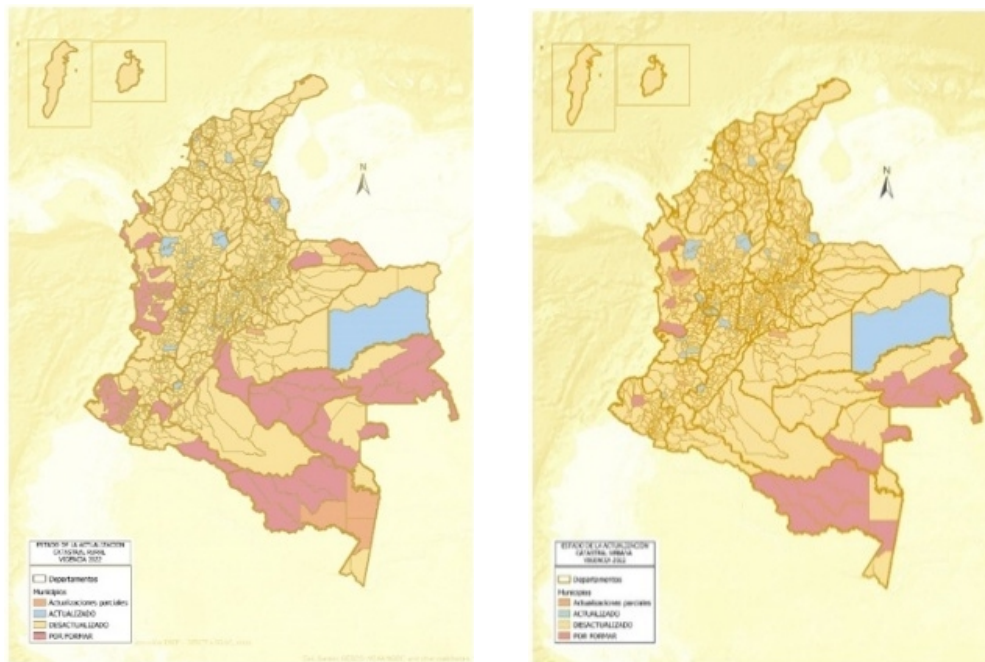 N
ESTADO DE LA ACTUALIZACION
CATASTRAL RURAL
VIGENCIA 2022
Departamentos
Municipios
Actualizaciones parciales
ACTUALIZADO
DESACTUALIZADO
POR FORMAR
N
ESTADO DE LA ACTUALIZACION
CATASTRAL URBANA
VIGENCIA 2022
Departamentos
Municipios
Actualizaciones parciales
ACTUALIZADO
DESACTUALIZADO
POR FORMAR